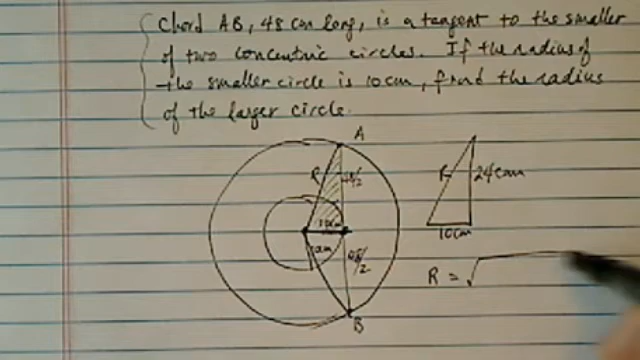 Chord AB, 48 cm long, is a tangent to the smaller
of two concentric circles. If the radius of
the smaller circle is 10 cm, find the radius
of the larger circle.
A
R
48/2
R
24cm
10cm
10cm
10cm
48/2
R = √
B